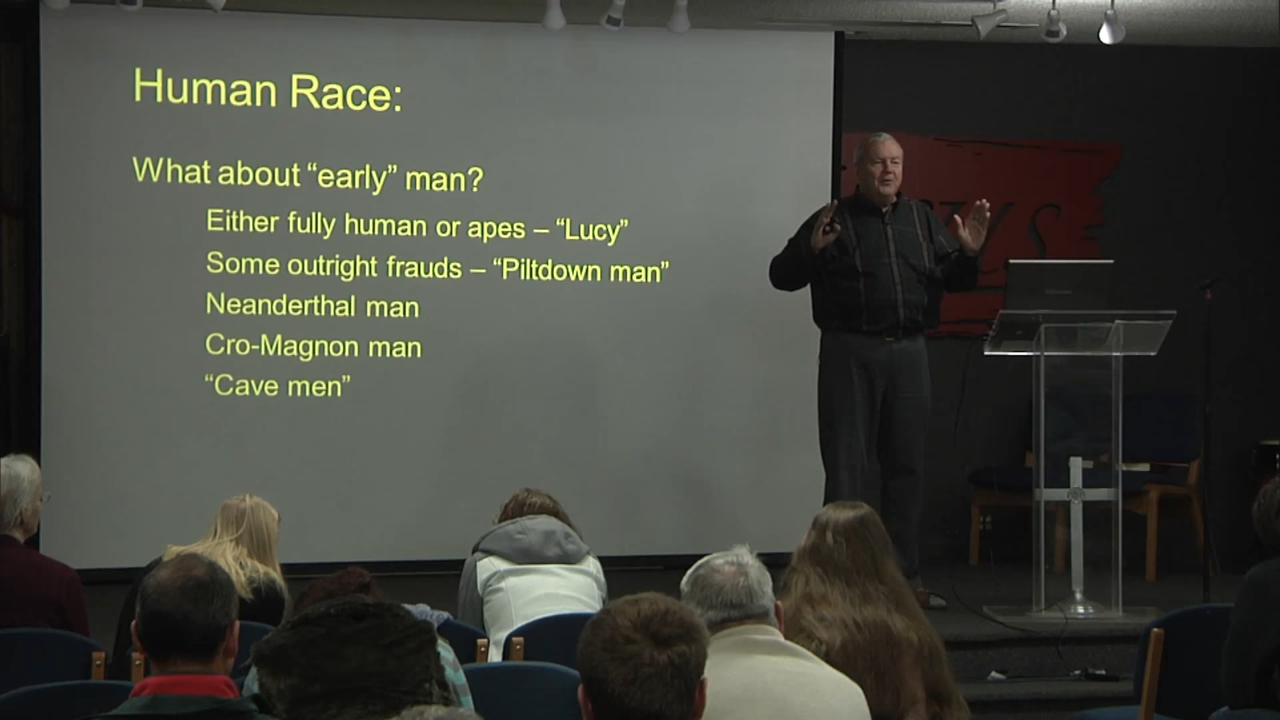 Human Race:
What about “early” man?
Either fully human or apes – “Lucy”
Some outright frauds – “Piltdown man”
Neanderthal man
Cro-Magnon man
“Cave men”